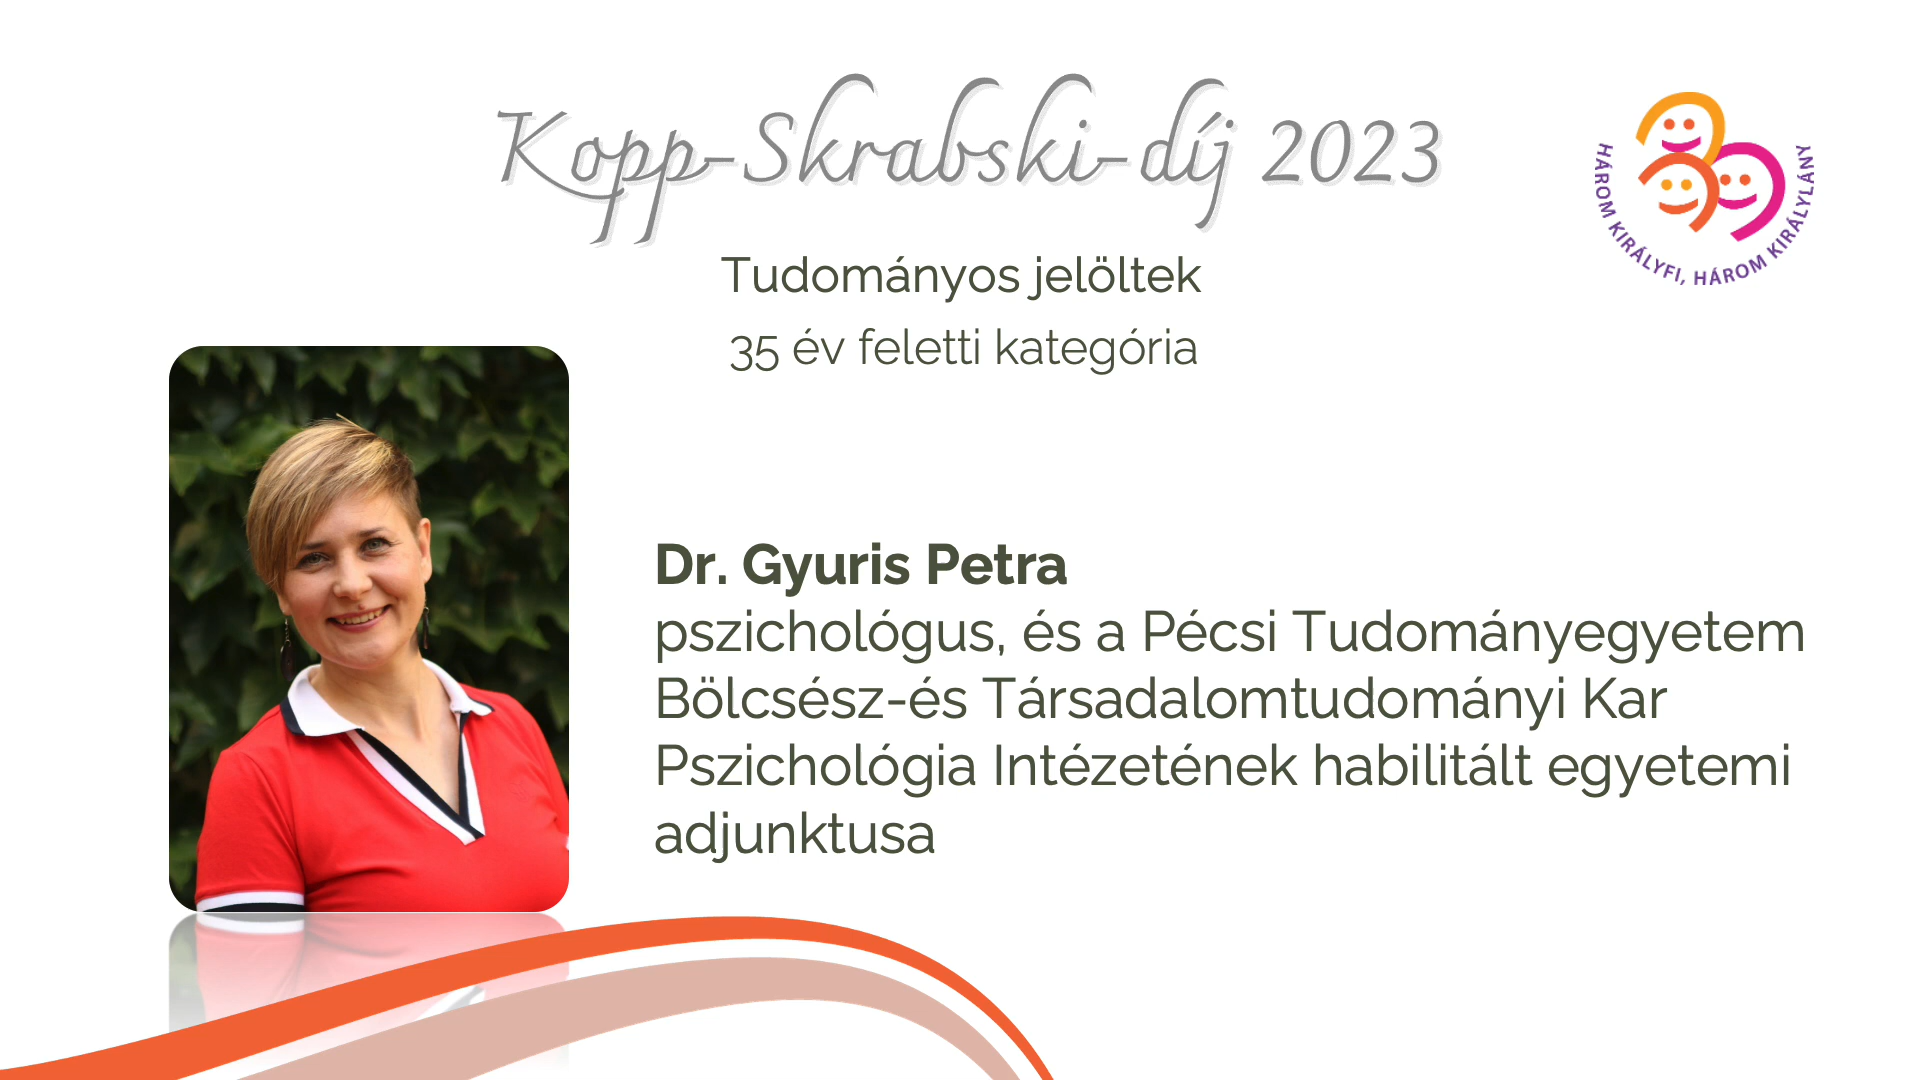 Kopp-Skrabski-díj 2023
HÁROM KIRÁLYFI, HÁROM KIRÁLYLÁNY
Tudományos jelöltek
35 év feletti kategória
Dr. Gyuris Petra
pszichológus, és a Pécsi Tudományegyetem
Bölcsész-és Társadalomtudományi Kar
Pszichológia Intézetének habilitált egyetemi
adjunktusa